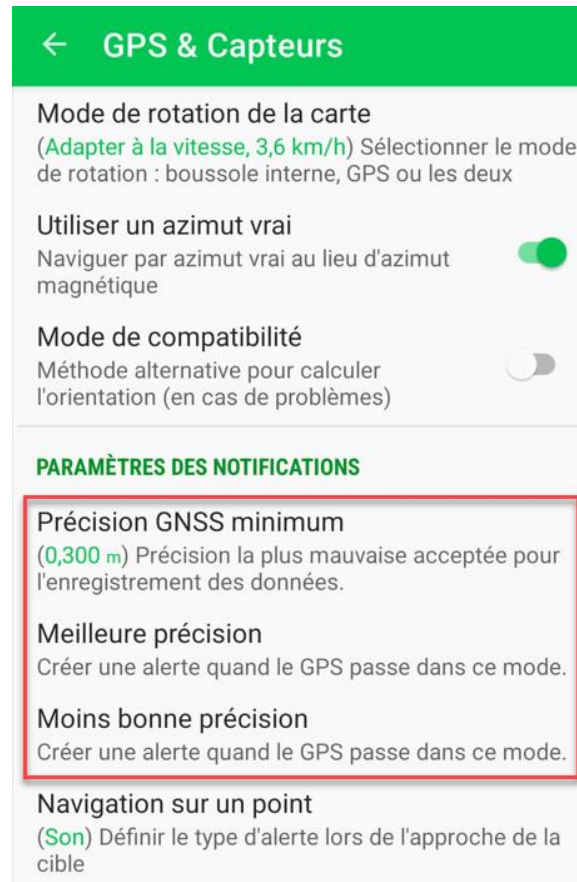 GPS & Capteurs
Mode de rotation de la carte
(Adapter à la vitesse, 3,6 km/h) Sélectionner le mode
de rotation : boussole interne, GPS ou les deux
Utiliser un azimut vrai
Naviguer par azimut vrai au lieu d'azimut
magnétique
Mode de compatibilité
Méthode alternative pour calculer
l'orientation (en cas de problèmes)
PARAMÈTRES DES NOTIFICATIONS
Précision GNSS minimum
(0,300 m) Précision la plus mauvaise acceptée pour
l'enregistrement des données.
Meilleure précision
Créer une alerte quand le GPS passe dans ce mode.
Moins bonne précision
Créer une alerte quand le GPS passe dans ce mode.
Navigation sur un point
(Son) Définir le type d'alerte lors de l'approche de la
cible